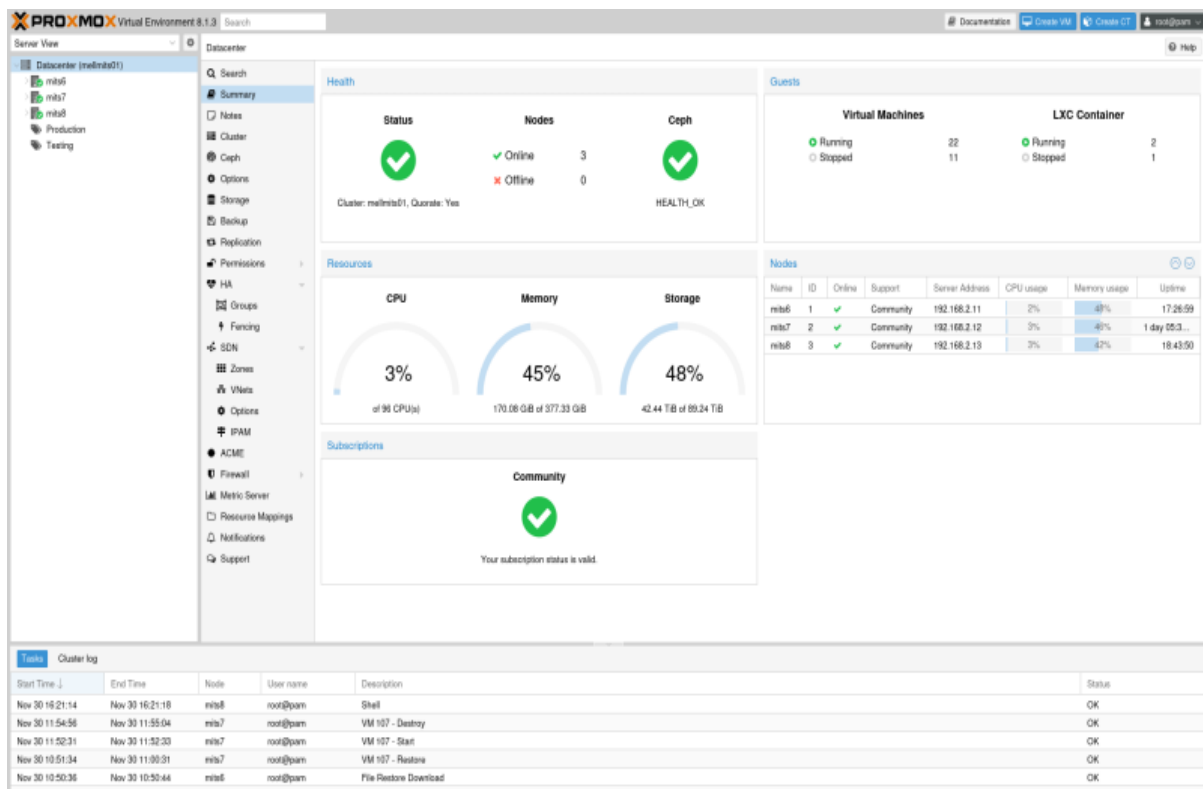 PROXMOX Virtual Environment 8.1.3 Search Documentation Create VM Create CT root@pam
Server View Datacenter Help
Datacenter (mellmits01)
mits6
mits7
mits8
Production
Testing
Search
Summary
Notes
Cluster
Ceph
Options
Storage
Backup
Replication
Permissions
HA
Groups
Fencing
SDN
Zones
VNets
Options
IPAM
ACME
Firewall
Metric Server
Resource Mappings
Notifications
Support
Health
Status Nodes Ceph
Online 3
Offline 0
Cluster: mellmits01, Quorate: Yes HEALTH_OK
Guests
Virtual Machines LXC Container
Running 22 Running 2
Stopped 11 Stopped 1
Resources
CPU Memory Storage
3% 45% 48%
of 96 CPU(s) 170.08 GiB of 377.33 GiB 42.44 TiB of 89.24 TiB
Nodes
Name ID Online Support Server Address CPU usage Memory usage Uptime
mits6 1 Community 192.168.2.11 2% 17:26:59
mits7 2 Community 192.168.2.12 3% 1 day 05:3...
mits8 3 Community 192.168.2.13 3% 42% 18:43:50
Subscriptions
Community
Your subscription status is valid.
Tasks Cluster log
Start Time ↓ End Time Node User name Description Status
Nov 30 16:21:14 Nov 30 16:21:18 mits8 root@pam Shell OK
Nov 30 11:54:56 Nov 30 11:55:04 mits7 root@pam VM 107 - Destroy OK
Nov 30 11:52:31 Nov 30 11:52:33 mits7 root@pam VM 107 - Start OK
Nov 30 10:51:34 Nov 30 11:00:31 mits7 root@pam VM 107 - Restore OK
Nov 30 10:50:36 Nov 30 10:50:44 mits6 root@pam File Restore Download OK